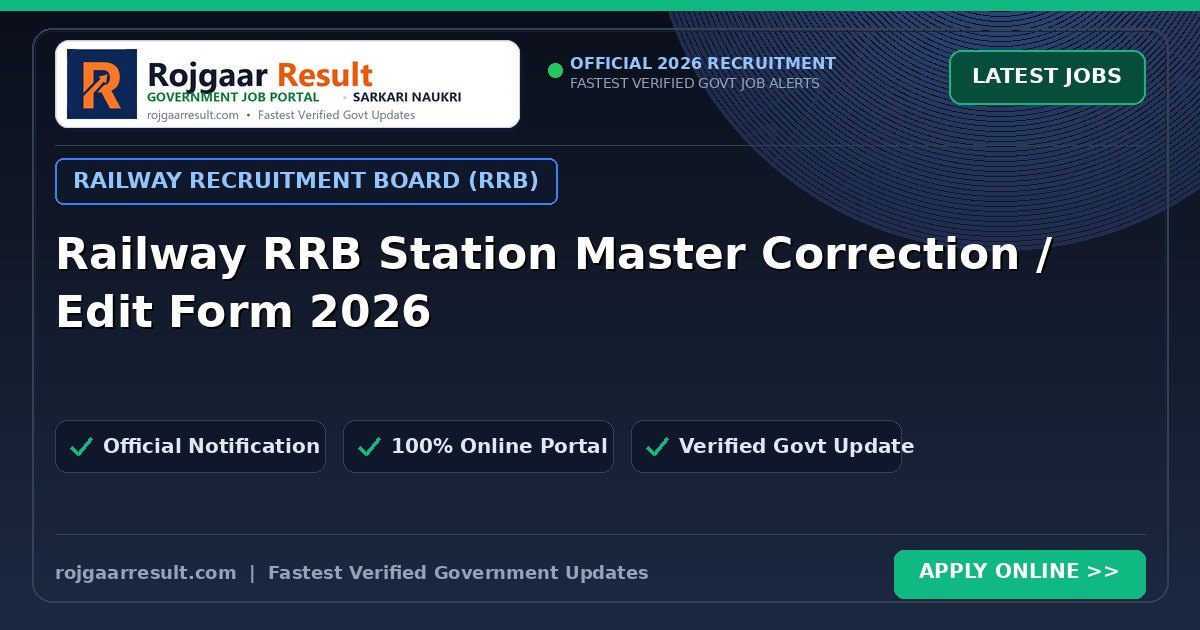 Rojgaar Result
GOVERNMENT JOB PORTAL • SARKARI NAUKRI
rojgaarresult.com • Fastest Verified Govt Updates
OFFICIAL 2026 RECRUITMENT
FASTEST VERIFIED GOVT JOB ALERTS
LATEST JOBS
RAILWAY RECRUITMENT BOARD (RRB)
Railway RRB Station Master Correction /
Edit Form 2026
Official Notification
100% Online Portal
Verified Govt Update
rojgaarresult.com | Fastest Verified Government Updates
APPLY ONLINE >>